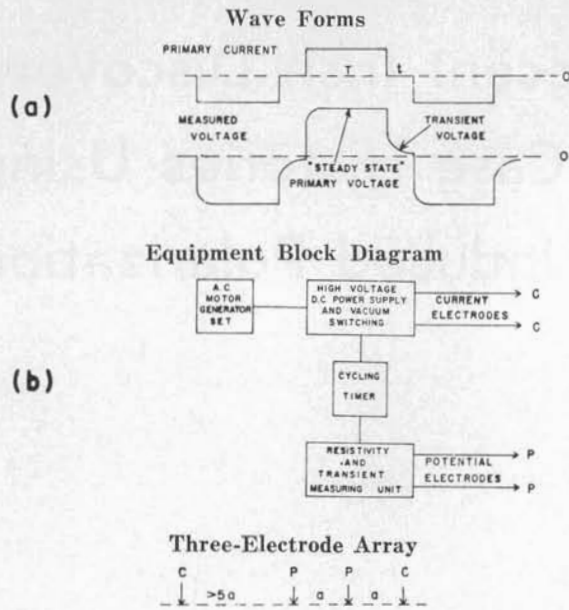 Wave Forms
PRIMARY CURRENT
T
t
O
(a)
MEASURED VOLTAGE
TRANSIENT VOLTAGE
O
"STEADY STATE" PRIMARY VOLTAGE
Equipment Block Diagram
(b)
A.C MOTOR GENERATOR SET
HIGH VOLTAGE D.C. POWER SUPPLY AND VACUUM SWITCHING
CURRENT ELECTRODES
C
C
CYCLING TIMER
RESISTIVITY AND TRANSIENT MEASURING UNIT
POTENTIAL ELECTRODES
P
P
Three-Electrode Array
C P P C
>5a a a